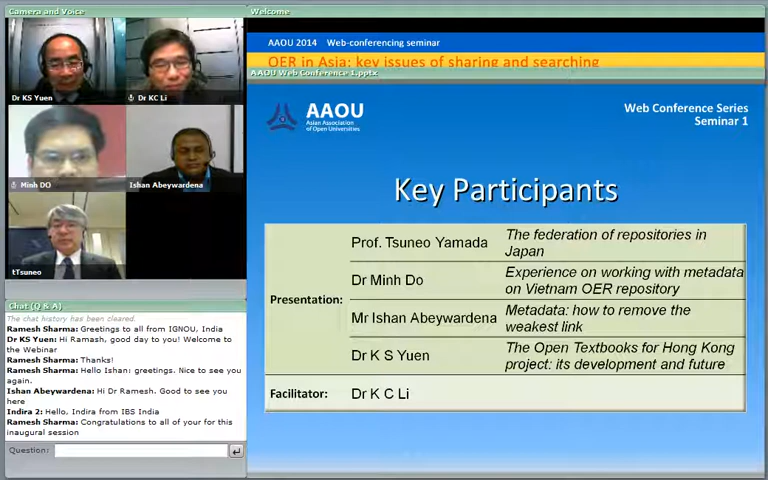 Camera and Voice
Dr KS Yuen
Dr KC Li
Minh DO
Ishan Abeywardena
tTsuneo
Chat (Q & A)
The chat history has been cleared.
Ramesh Sharma: Greetings to all from IGNOU, India
Dr KS Yuen: Hi Ramash, good day to you! Welcome to the Webinar
Ramesh Sharma: Thanks!
Ramesh Sharma: Hello Ishan: greetings. Nice to see you again.
Ishan Abeywardena: Hi Dr Ramesh. Good to see you here
Indira 2: Hello, Indira from IBS India
Ramesh Sharma: Congratulations to all of your for this inaugural session
Question:
Welcome
AAOU 2014 Web-conferencing seminar
OER in Asia: key issues of sharing and searching
AAOU Web Conference 1.pptx
AAOU
Asian Association
of Open Universities
Web Conference Series
Seminar 1
Key Participants
Presentation:
Prof. Tsuneo Yamada The federation of repositories in Japan
Dr Minh Do Experience on working with metadata on Vietnam OER repository
Mr Ishan Abeywardena Metadata: how to remove the weakest link
Dr K S Yuen The Open Textbooks for Hong Kong project: its development and future
Facilitator: Dr K C Li